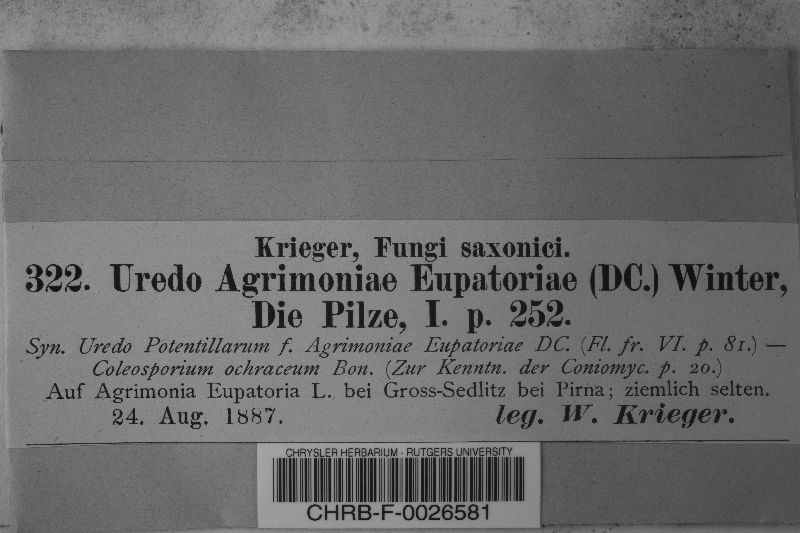 Krieger, Fungi saxonici.
322. Uredo Agrimoniae Eupatoriae (DC.) Winter,
Die Pilze, I. p. 252.
Syn. Uredo Potentillarum f. Agrimoniae Eupatoriae DC. (Fl. fr. VI. p. 81.) —
Coleosporium ochraceum Bon. (Zur Kenntn. der Coniomyc. p. 20.)
Auf Agrimonia Eupatoria L. bei Gross-Sedlitz bei Pirna; ziemlich selten.
24. Aug. 1887. leg. W. Krieger.
CHRYSLER HERBARIUM - RUTGERS UNIVERSITY
CHRB-F-0026581